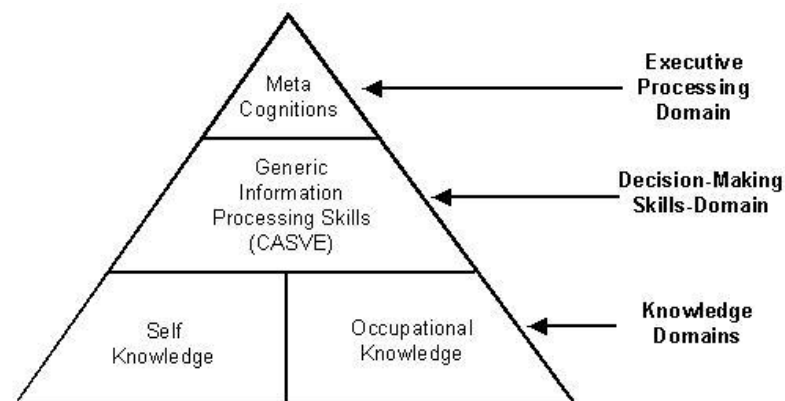 Meta
Cognitions
Executive
Processing
Domain
Generic
Information
Processing Skills
(CASVE)
Decision-Making
Skills-Domain
Self
Knowledge
Occupational
Knowledge
Knowledge
Domains